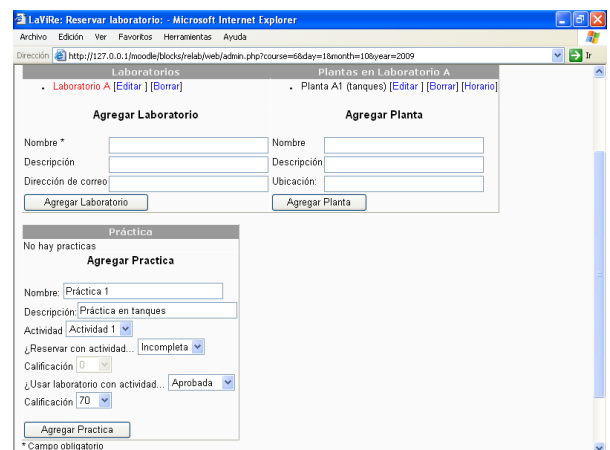 LaViRe: Reservar laboratorio: - Microsoft Internet Explorer
Archivo Edición Ver Favoritos Herramientas Ayuda
Dirección http://127.0.0.1/moodle/blocks/relab/web/admin.php?course=6&day=1&month=10&year=2009 Ir
Laboratorios
Laboratorio A [Editar ] [Borrar]
Agregar Laboratorio
Nombre *
Descripción
Dirección de correo
Agregar Laboratorio
Plantas en Laboratorio A
Planta A1 (tanques) [Editar ] [Borrar] [Horario]
Agregar Planta
Nombre
Descripción
Ubicación:
Agregar Planta
Práctica
No hay practicas
Agregar Practica
Nombre: Práctica 1
Descripción: Práctica en tanques
Actividad Actividad 1
¿Reservar con actividad... Incompleta
Calificación 0
¿Usar laboratorio con actividad... Aprobada
Calificación 70
Agregar Practica
* Campo obligatorio